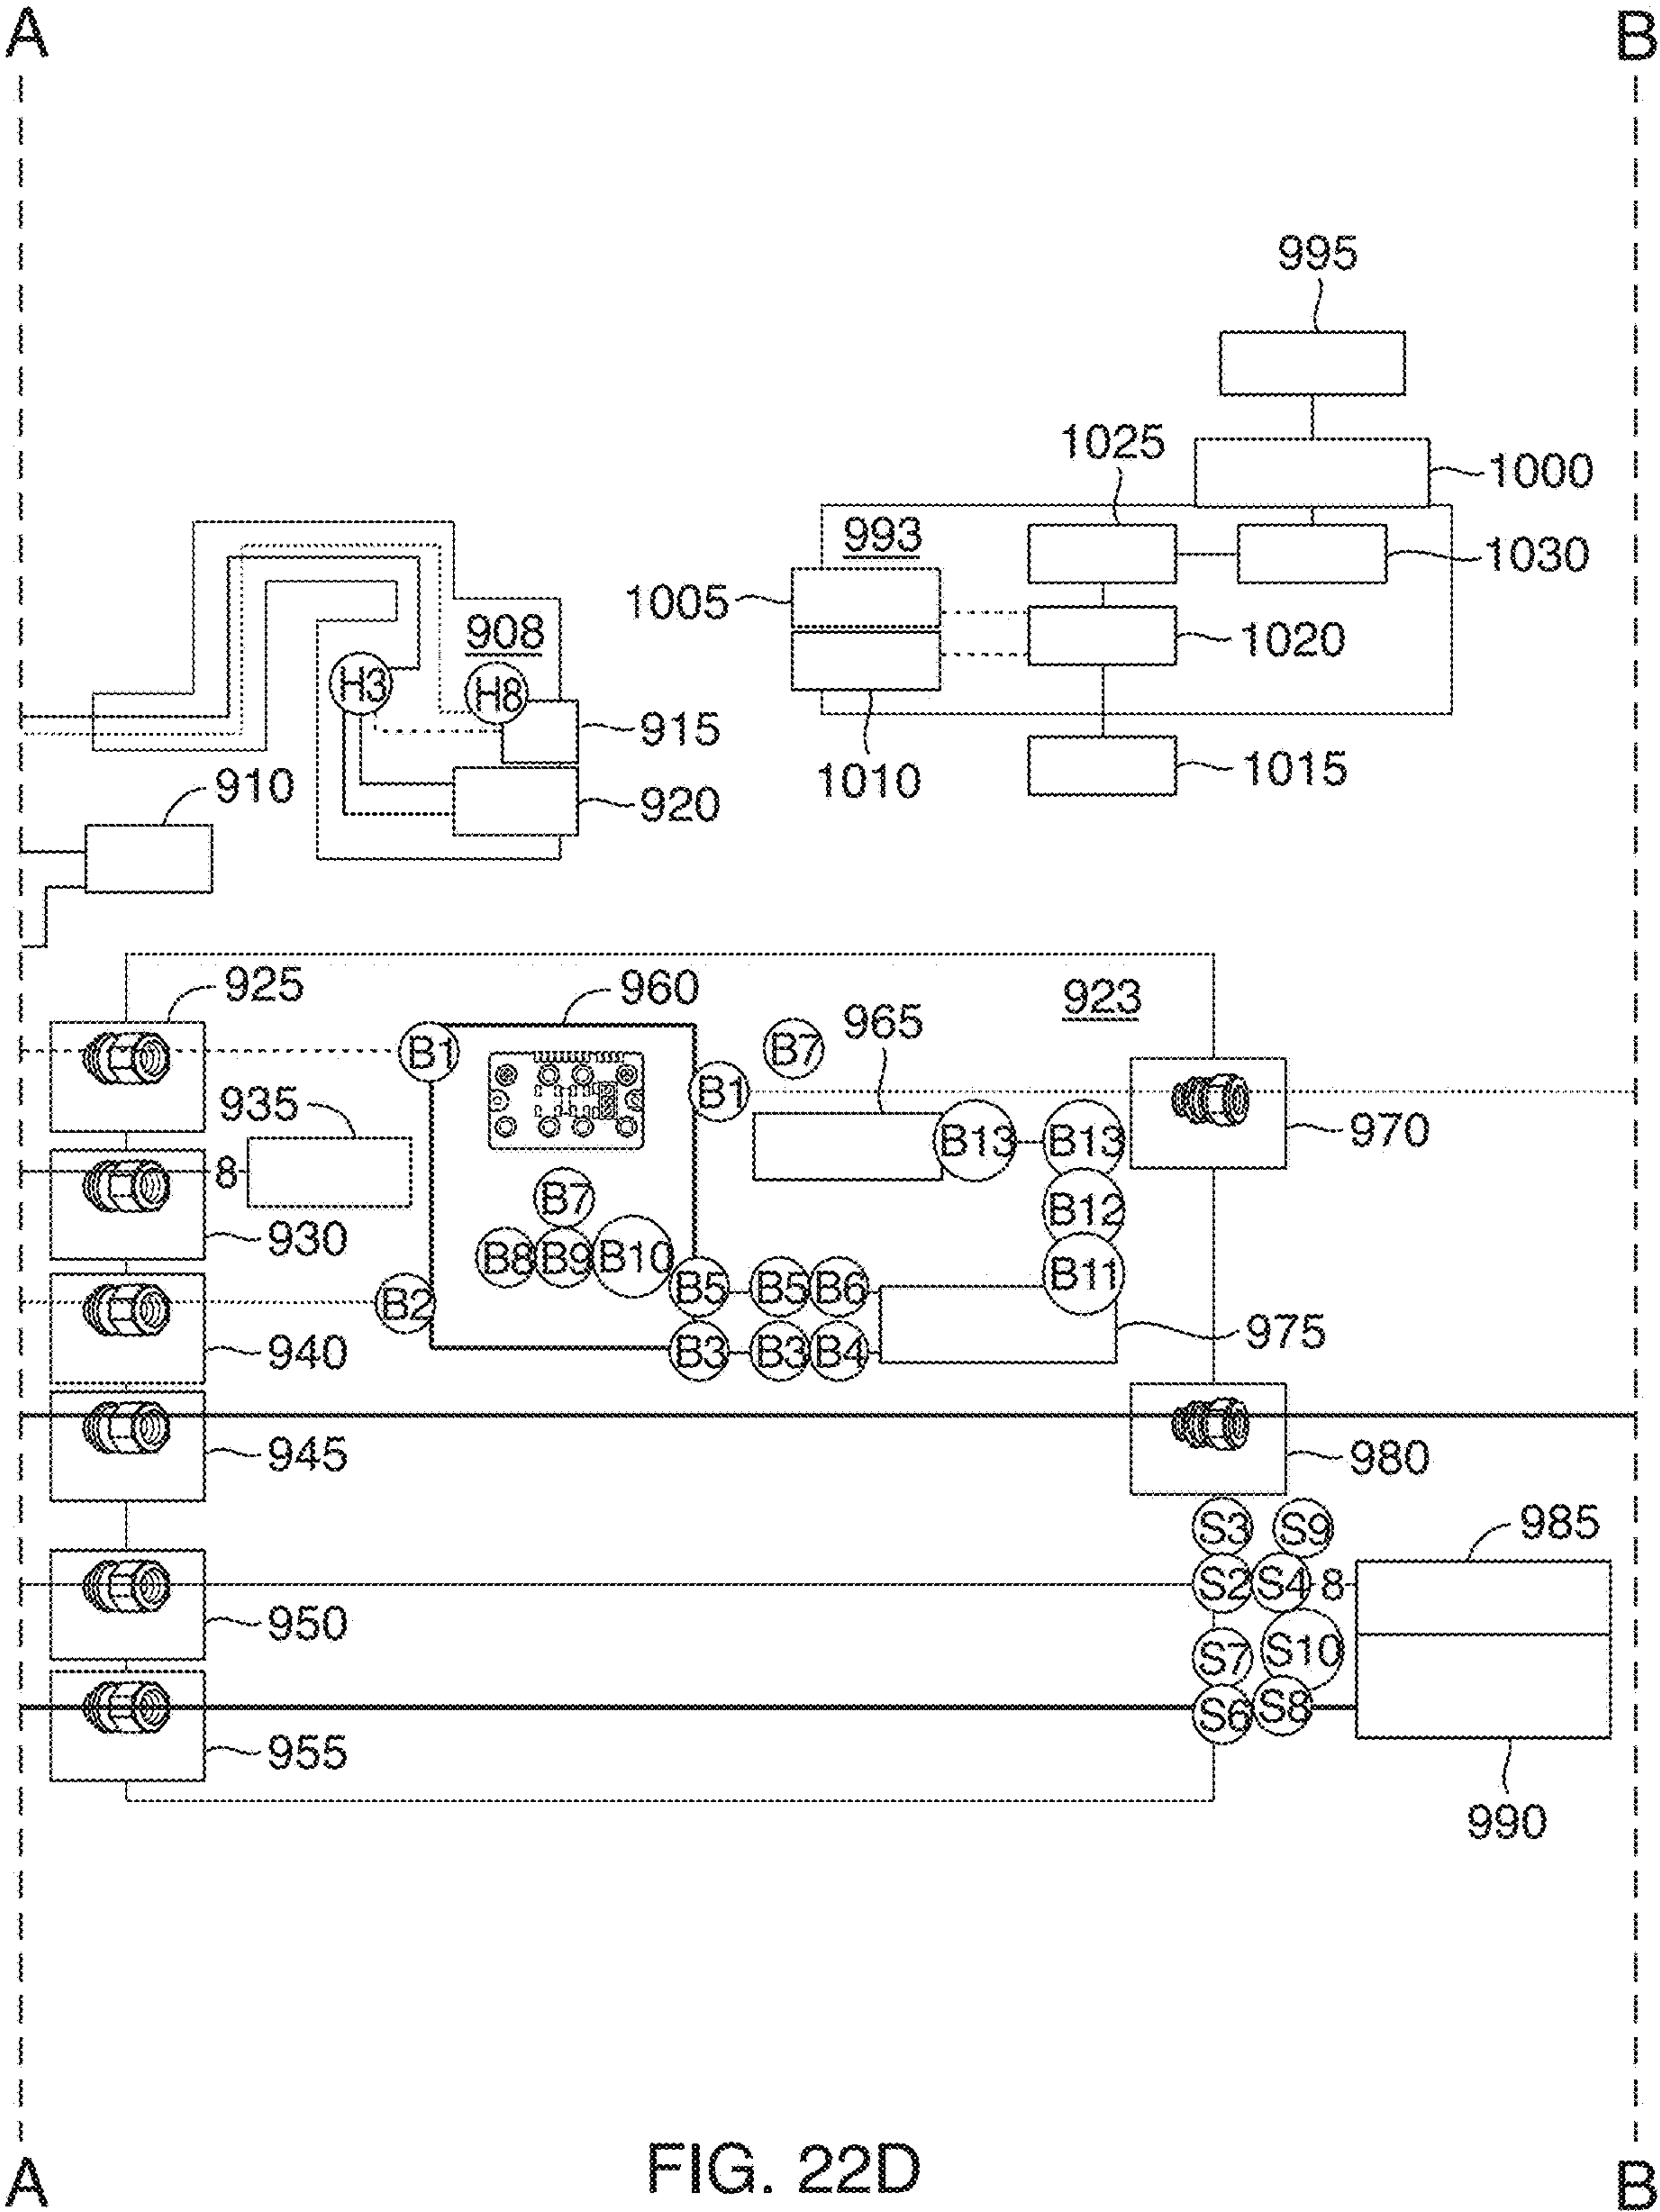 A B
995
1025
1000
993
1030
1005
908
1020
H3 H8
915
1010 1015
910
920
925 960 923
965
B7
B1
B1
935
970
B13 B13
8
B7
B12
930
B8 B9 B10
B11
B5 B5 B6
B2
975
940
B3 B3 B4
945
980
S3 S9
985
S2 S4 8
950
S7 S10
S6 S8
955
990
A B
FIG. 22D